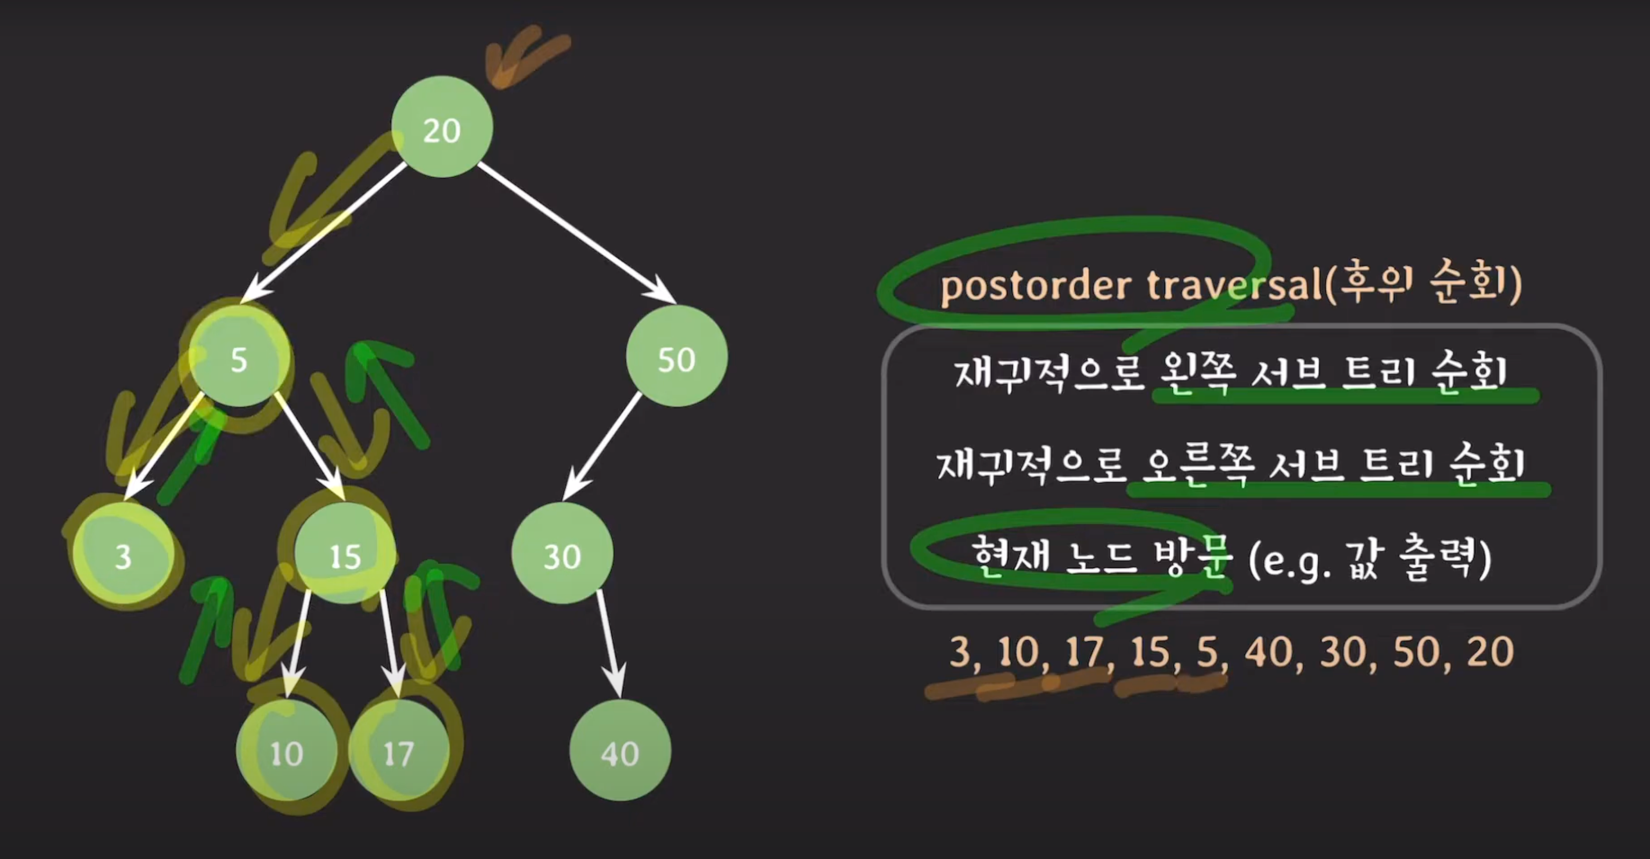 20
5
50
3
15
30
10
17
40
postorder traversal(후위 순회)
재귀적으로 왼쪽 서브 트리 순회
재귀적으로 오른쪽 서브 트리 순회
현재 노드 방문 (e.g. 값 출력)
3, 10, 17, 15, 5, 40, 30, 50, 20